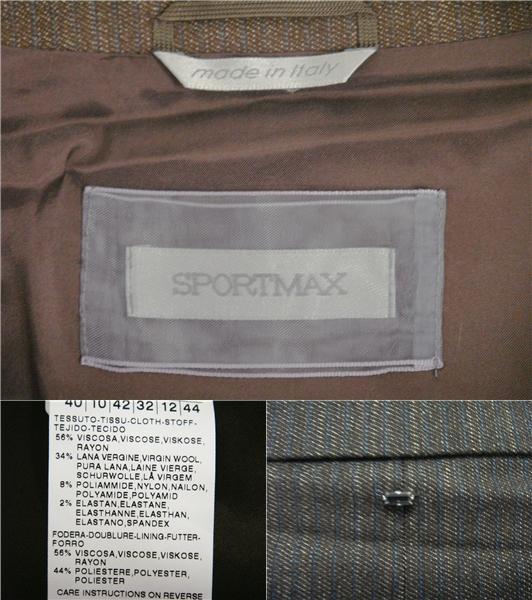 made in Italy
SPORTMAX
40 10 42 32 12 44
TESSUTO-TISSU-CLOTH-STOFF-
TEJIDO-TECIDO
56% VISCOSA,VISCOSE,VISKOSE,
RAYON
34% LANA VERGINE,VIRGIN WOOL,
PURA LANA,LAINE VIERGE,
SCHURWOLLE,LÃ VIRGEM
8% POLIAMMIDE,NYLON,NAILON,
POLYAMIDE,POLYAMID
2% ELASTAN,ELASTANE,
ELASTHANNE,ELASTHAN,
ELASTANO,SPANDEX
FODERA-DOUBLURE-LINING-FUTTER-
FORRO
56% VISCOSA,VISCOSE,VISKOSE,
RAYON
44% POLIESTERE,POLYESTER,
POLIESTER
CARE INSTRUCTIONS ON REVERSE